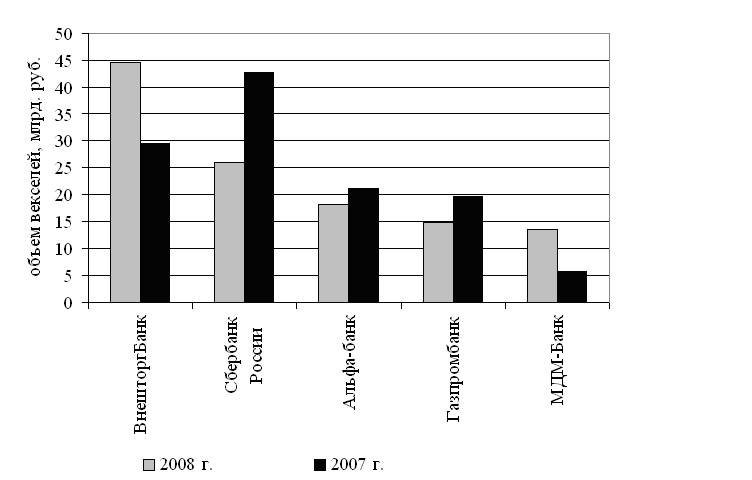 50
45
40
35
30
25
20
15
10
5
0
объем векселей, млрд. руб.
ВнешторгБанк
Сбербанк
России
Альфа-банк
Газпромбанк
МДМ-Банк
2008 г.
2007 г.